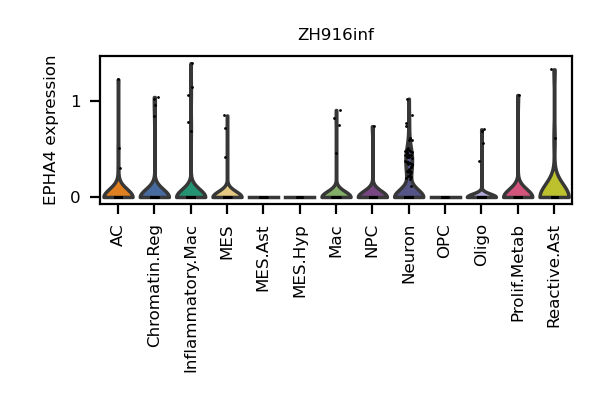 ZH916inf
EPHA4 expression
1
0
AC
Chromatin.Reg
Inflammatory.Mac
MES
MES.Ast
MES.Hyp
Mac
NPC
Neuron
OPC
Oligo
Prolif.Metab
Reactive.Ast